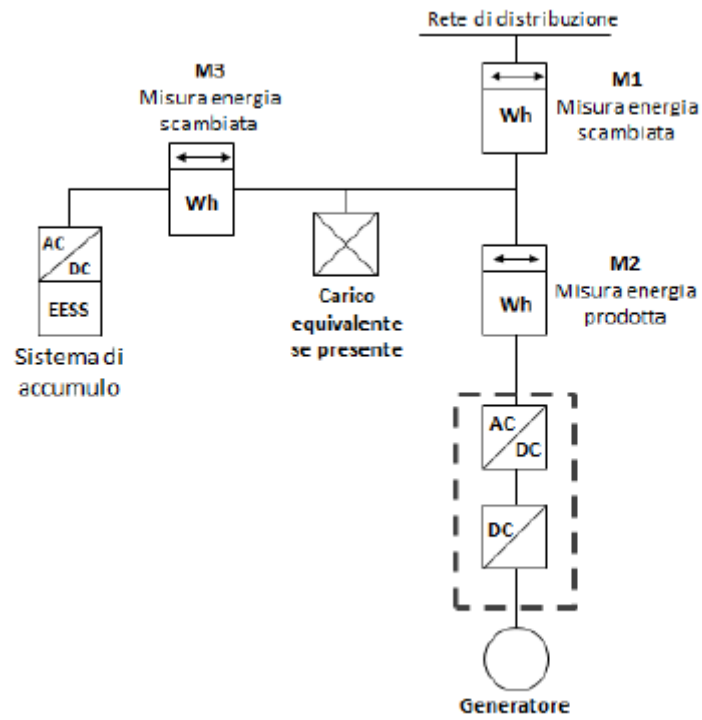 Rete di distribuzione
M3
Misura energia
scambiata
M1
Misura energia
scambiata
Wh
Wh
AC
DC
EESS
Sistema di
accumulo
Carico
equivalente
se presente
M2
Misura energia
prodotta
Wh
AC
DC
DC
Generatore